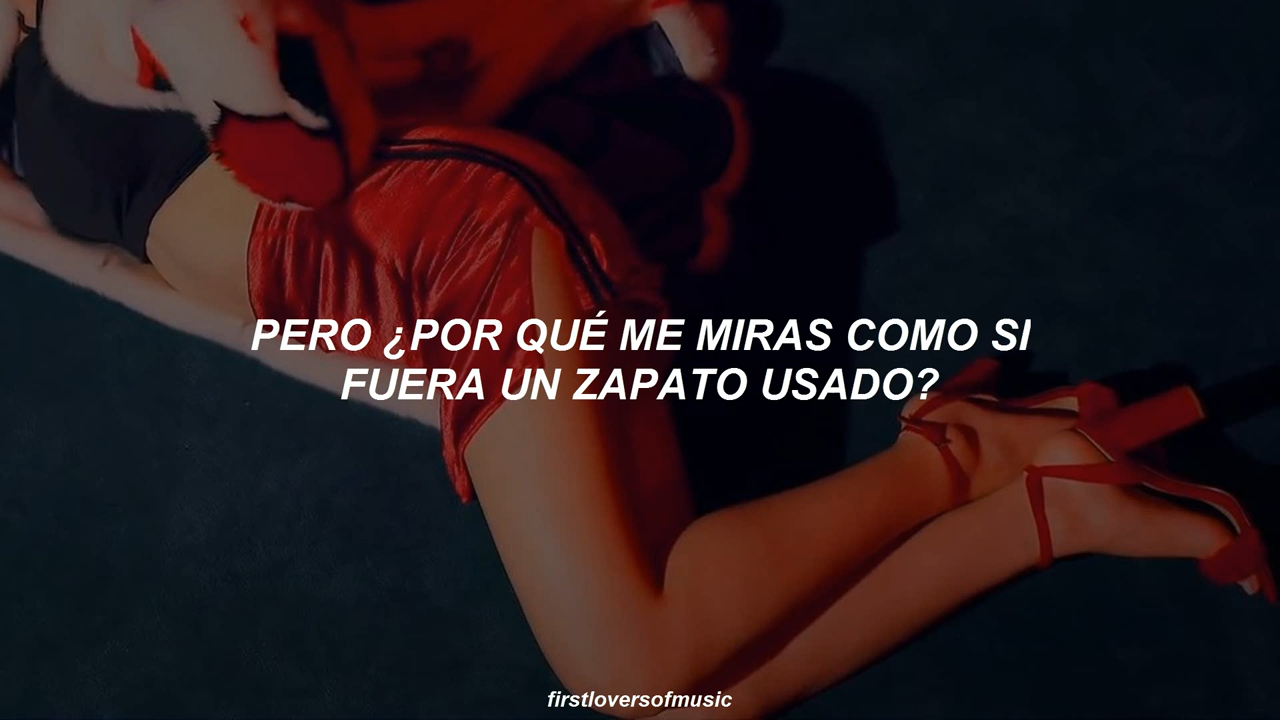 PERO ¿POR QUÉ ME MIRAS COMO SI
FUERA UN ZAPATO USADO?
firstloversofmusic